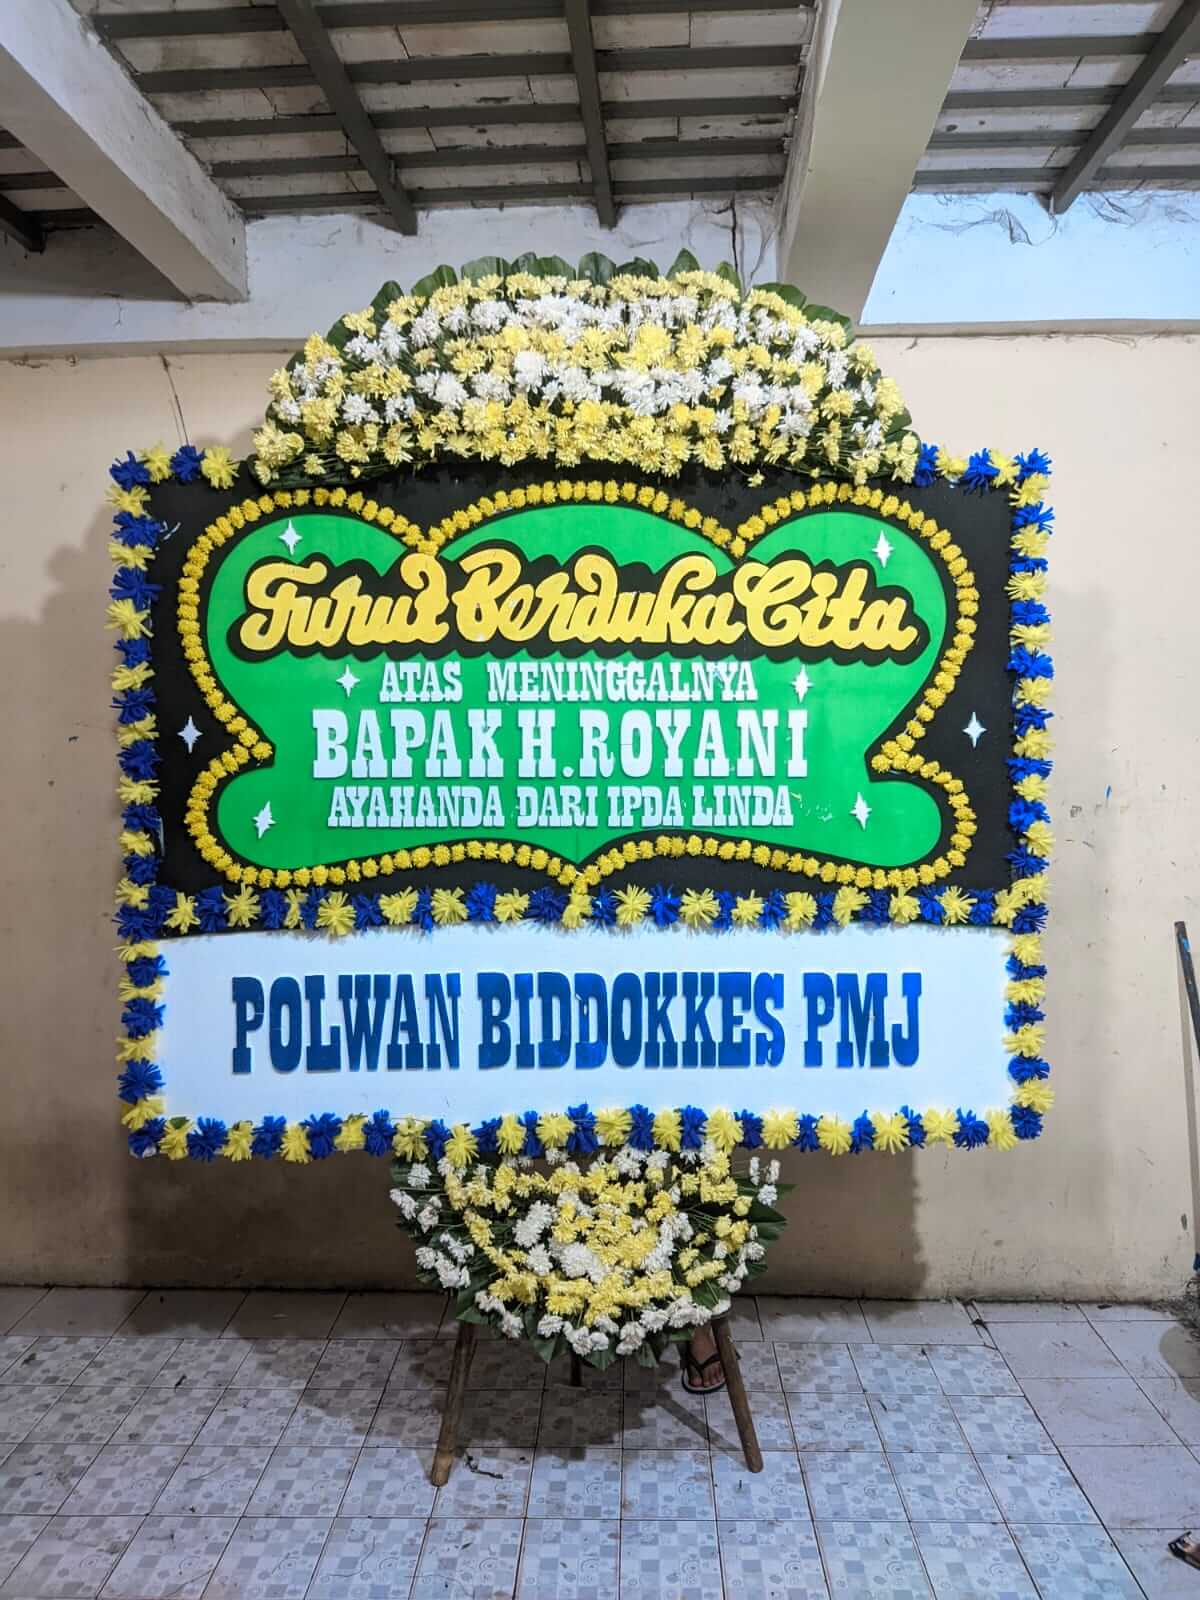 Turut Berduka Cita
ATAS MENINGGALNYA
BAPAK H. ROYANI
AYAHANDA DARI IPDA LINDA
POLWAN BIDDOKKES PMJ